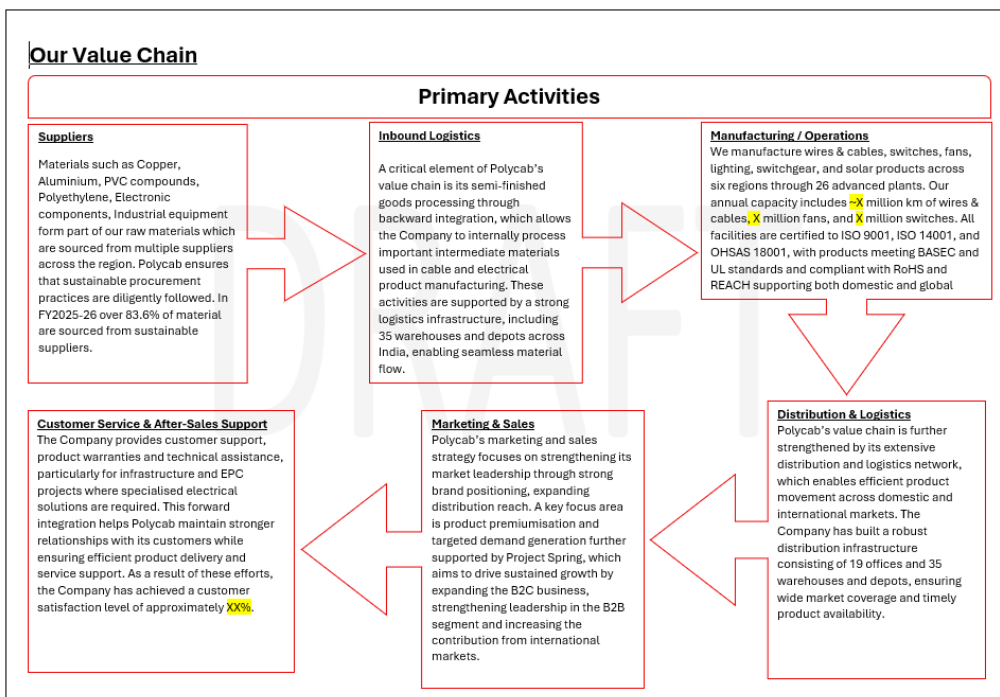 Our Value Chain
Primary Activities
Suppliers
Materials such as Copper,
Aluminium, PVC compounds,
Polyethylene, Electronic
components, Industrial equipment
form part of our raw materials which
are sourced from multiple suppliers
across the region. Polycab ensures
that sustainable procurement
practices are diligently followed. In
FY2025-26 over 83.6% of material
are sourced from sustainable
suppliers.
Inbound Logistics
A critical element of Polycab's
value chain is its semi-finished
goods processing through
backward integration, which allows
the Company to internally process
important intermediate materials
used in cable and electrical
product manufacturing. These
activities are supported by a strong
logistics infrastructure, including
35 warehouses and depots across
India, enabling seamless material
flow.
Manufacturing / Operations
We manufacture wires & cables, switches, fans,
lighting, switchgear, and solar products across
six regions through 26 advanced plants. Our
annual capacity includes ~X million km of wires &
cables, X million fans, and X million switches. All
facilities are certified to ISO 9001, ISO 14001, and
OHSAS 18001, with products meeting BASEC and
UL standards and compliant with RoHS and
REACH supporting both domestic and global
Distribution & Logistics
Polycab's value chain is further
strengthened by its extensive
distribution and logistics network,
which enables efficient product
movement across domestic and
international markets. The
Company has built a robust
distribution infrastructure
consisting of 19 offices and 35
warehouses and depots, ensuring
wide market coverage and timely
product availability.
Marketing & Sales
Polycab's marketing and sales
strategy focuses on strengthening its
market leadership through strong
brand positioning, expanding
distribution reach. A key focus area
is product premiumisation and
targeted demand generation further
supported by Project Spring, which
aims to drive sustained growth by
expanding the B2C business,
strengthening leadership in the B2B
segment and increasing the
contribution from international
markets.
Customer Service & After-Sales Support
The Company provides customer support,
product warranties and technical assistance,
particularly for infrastructure and EPC
projects where specialised electrical
solutions are required. This forward
integration helps Polycab maintain stronger
relationships with its customers while
ensuring efficient product delivery and
service support. As a result of these efforts,
the Company has achieved a customer
satisfaction level of approximately XX%.
DRAFT